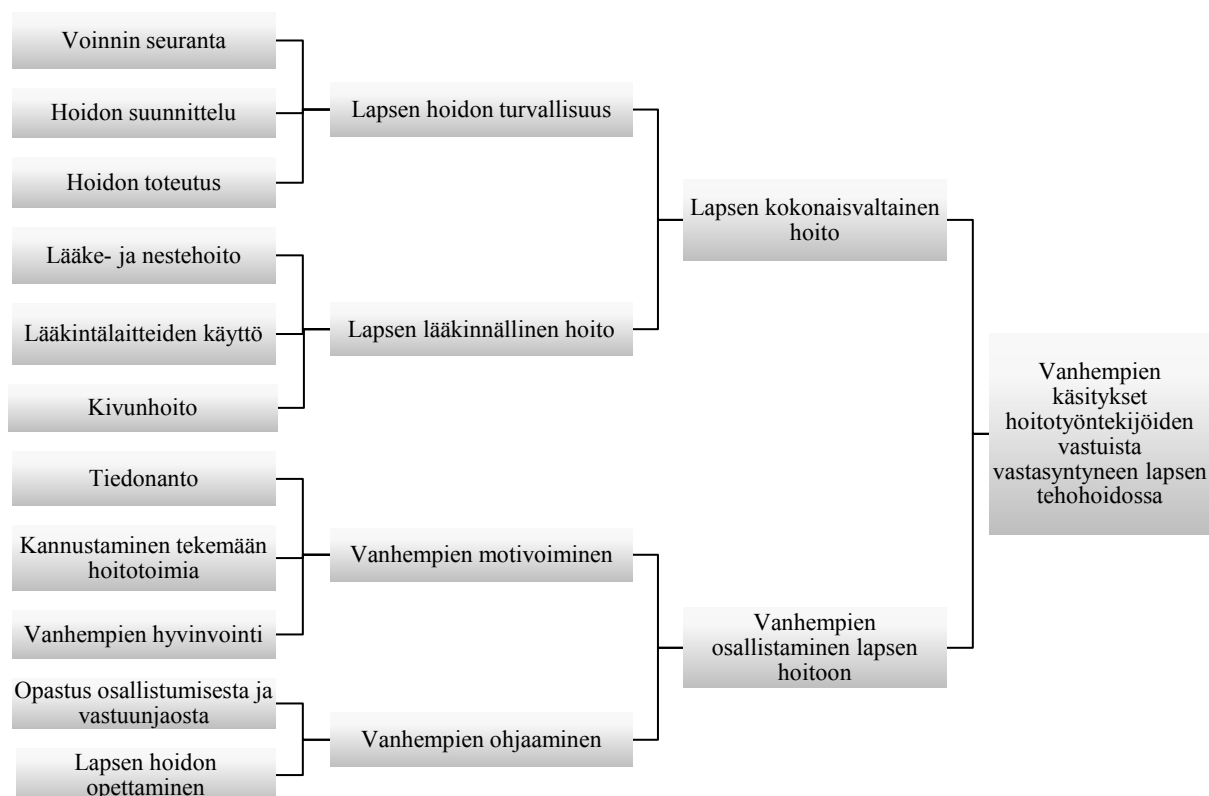 Voinnin seuranta
Hoidon suunnittelu
Hoidon toteutus
Lääke- ja nestehoito
Lääkintälaitteiden käyttö
Kivunhoito
Tiedonanto
Kannustaminen tekemään
hoitotoimia
Vanhempien hyvinvointi
Opastus osallistumisesta ja
vastuunjaosta
Lapsen hoidon
opettaminen
Lapsen hoidon turvallisuus
Lapsen lääkinnällinen hoito
Vanhempien motivoiminen
Vanhempien ohjaaminen
Lapsen kokonaisvaltainen
hoito
Vanhempien
osallistaminen lapsen
hoitoon
Vanhempien
käsitykset
hoitotyöntekijöiden
vastuista
vastasyntyneen lapsen
tehohoidossa